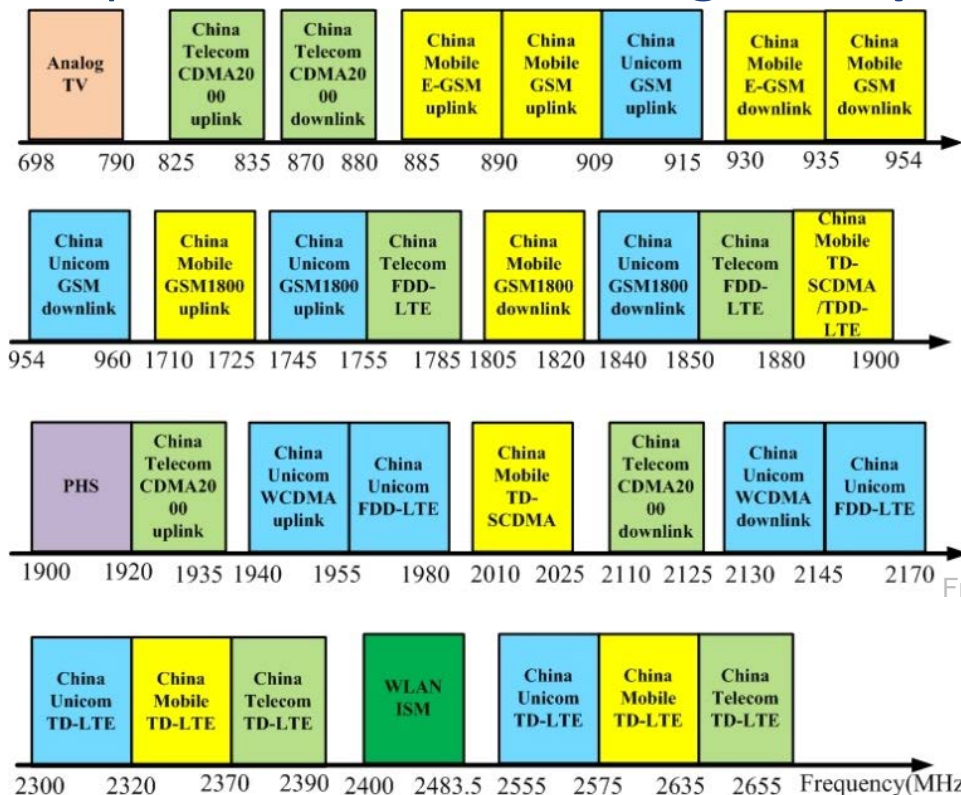 Analog
TV
China
Telecom
CDMA20
00
uplink
China
Telecom
CDMA20
00
downlink
China
Mobile
E-GSM
uplink
China
Mobile
GSM
uplink
China
Unicom
GSM
uplink
China
Mobile
E-GSM
downlink
China
Mobile
GSM
downlink
698 790 825 835 870 880 885 890 909 915 930 935 954
China
Unicom
GSM
downlink
China
Mobile
GSM1800
uplink
China
Unicom
GSM1800
uplink
China
Telecom
FDD-
LTE
China
Mobile
GSM1800
downlink
China
Unicom
GSM1800
downlink
China
Telecom
FDD-
LTE
China
Mobile
TD-
SCDMA
/TDD-
LTE
954 960 1710 1725 1745 1755 1785 1805 1820 1840 1850 1880 1900
PHS
China
Telecom
CDMA20
00
uplink
China
Unicom
WCDMA
uplink
China
Unicom
FDD-LTE
China
Mobile
TD-
SCDMA
China
Telecom
CDMA20
00
downlink
China
Unicom
WCDMA
downlink
China
Unicom
FDD-LTE
1900 1920 1935 1940 1955 1980 2010 2025 2110 2125 2130 2145 2170
China
Unicom
TD-LTE
China
Mobile
TD-LTE
China
Telecom
TD-LTE
WLAN
ISM
China
Unicom
TD-LTE
China
Mobile
TD-LTE
China
Telecom
TD-LTE
2300 2320 2370 2390 2400 2483.5 2555 2575 2635 2655 Frequency(MHz